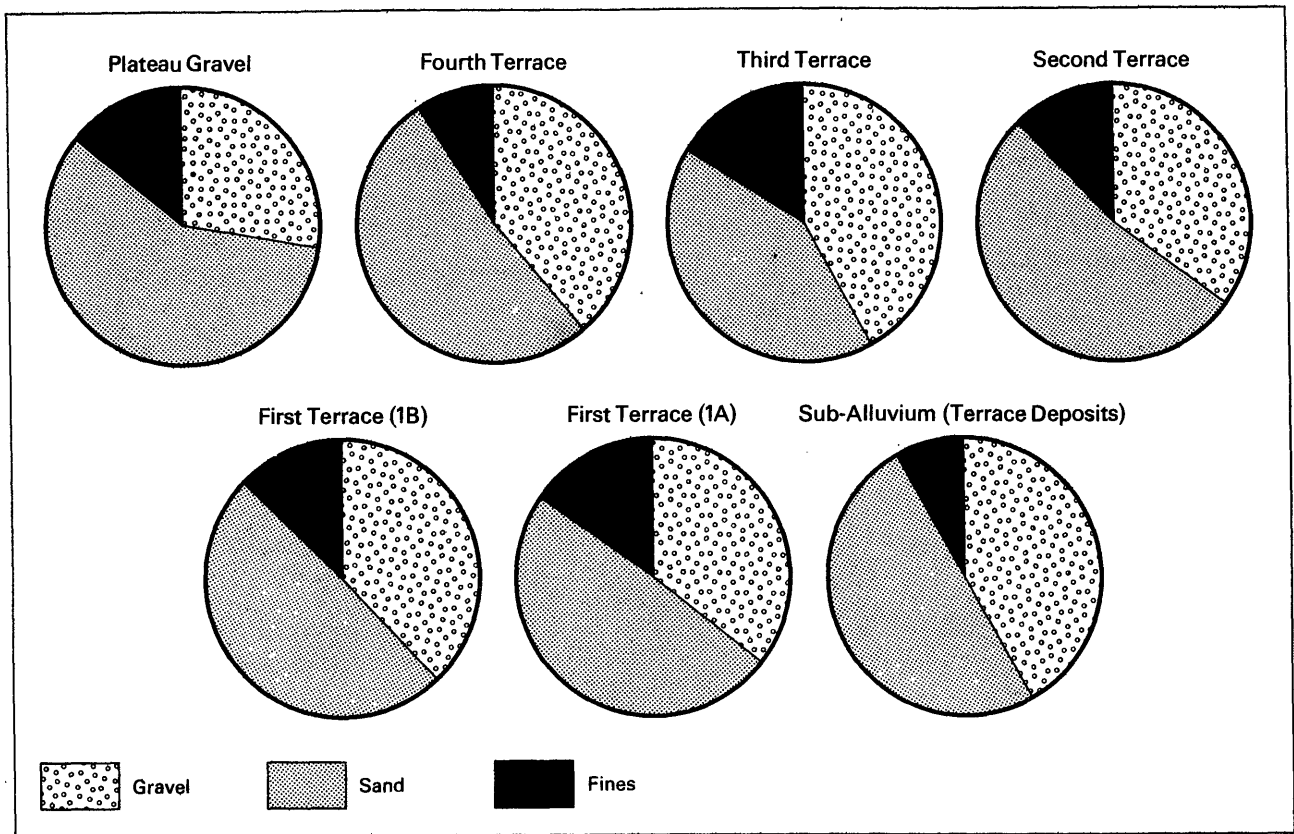 Plateau Gravel
Fourth Terrace
Third Terrace
Second Terrace
First Terrace (1B)
First Terrace (1A)
Sub-Alluvium (Terrace Deposits)
Gravel
Sand
Fines